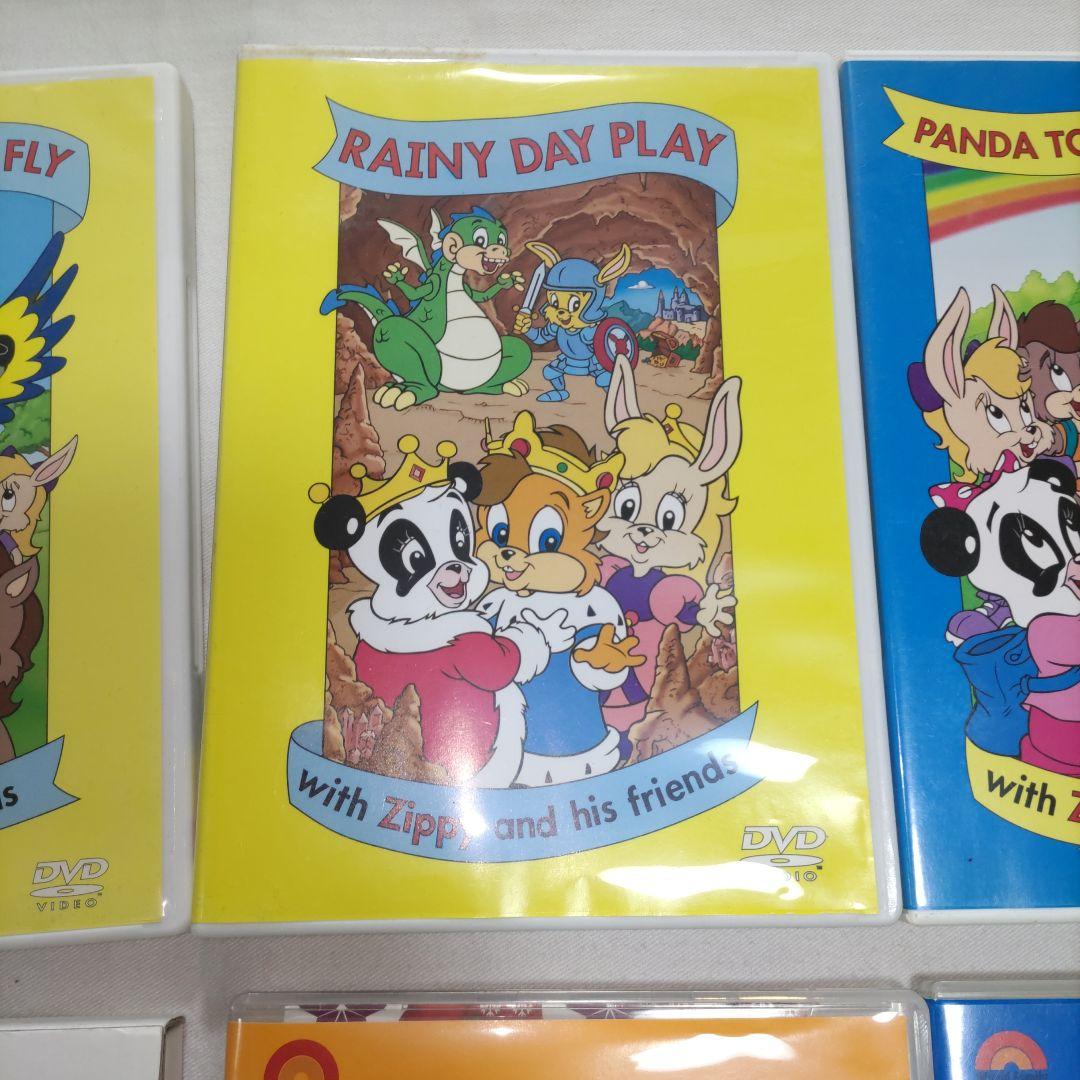 FLY
RAINY DAY PLAY
PANDA TO
with Zippy and his friends
with Z
DVD
VIDEO
DVD